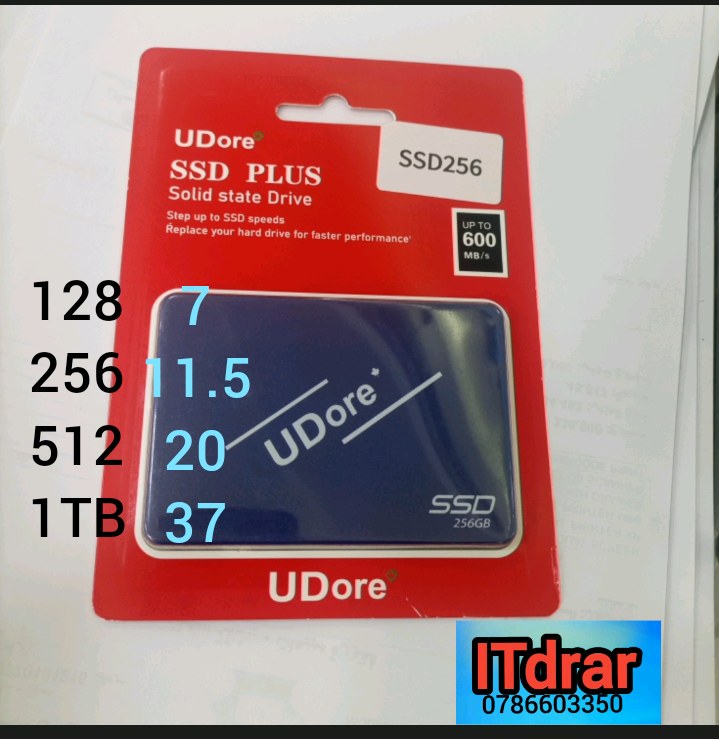 UDore
SSD PLUS
Solid state Drive
Step up to SSD speeds
Replace your hard drive for faster performance'
SSD256
UP TO
600
MB/s
128 7
256 11.5
512 20
1TB 37
UDore
SSD
256GB
UDore
ITdrar
0786603350